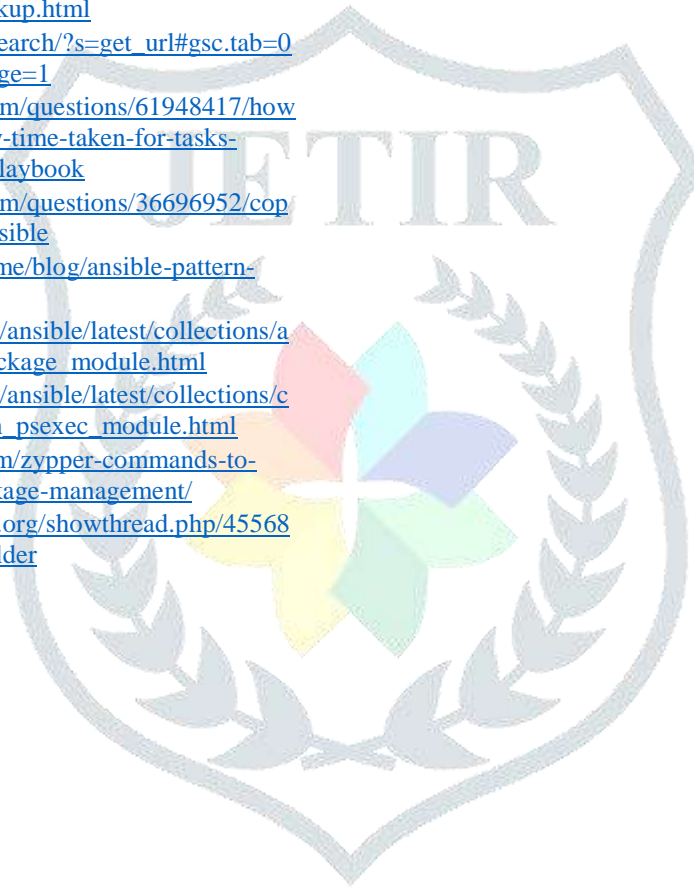 kup.html
earch/?s=get_url#gsc.tab=0
ge=1
m/questions/61948417/how
-time-taken-for-tasks-
laybook
m/questions/36696952/cop
sible
me/blog/ansible-pattern-
/ansible/latest/collections/a
ckage_module.html
/ansible/latest/collections/c
_psexec_module.html
m/zypper-commands-to-
kage-management/
.org/showthread.php/45568
lder
JETIR